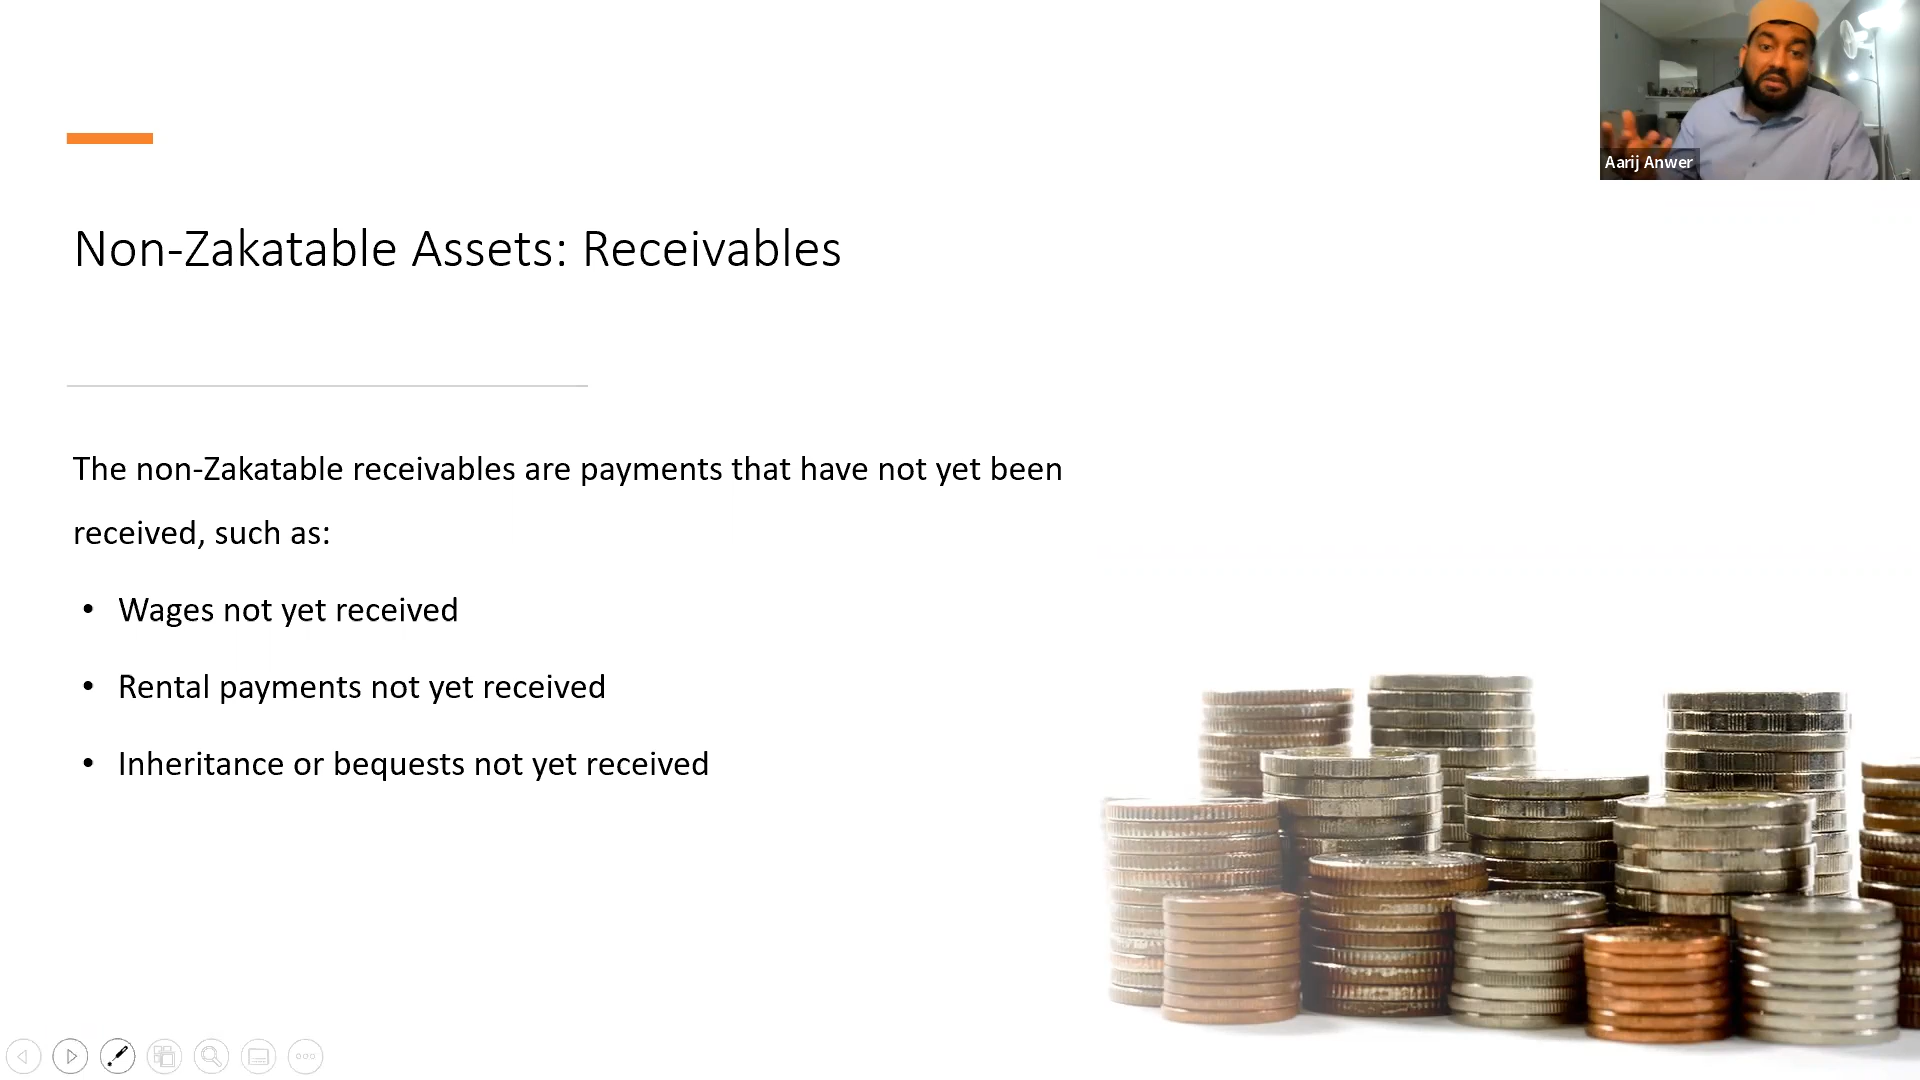 Aarij Anwer
Non-Zakatable Assets: Receivables
The non-Zakatable receivables are payments that have not yet been
received, such as:
• Wages not yet received
• Rental payments not yet received
• Inheritance or bequests not yet received